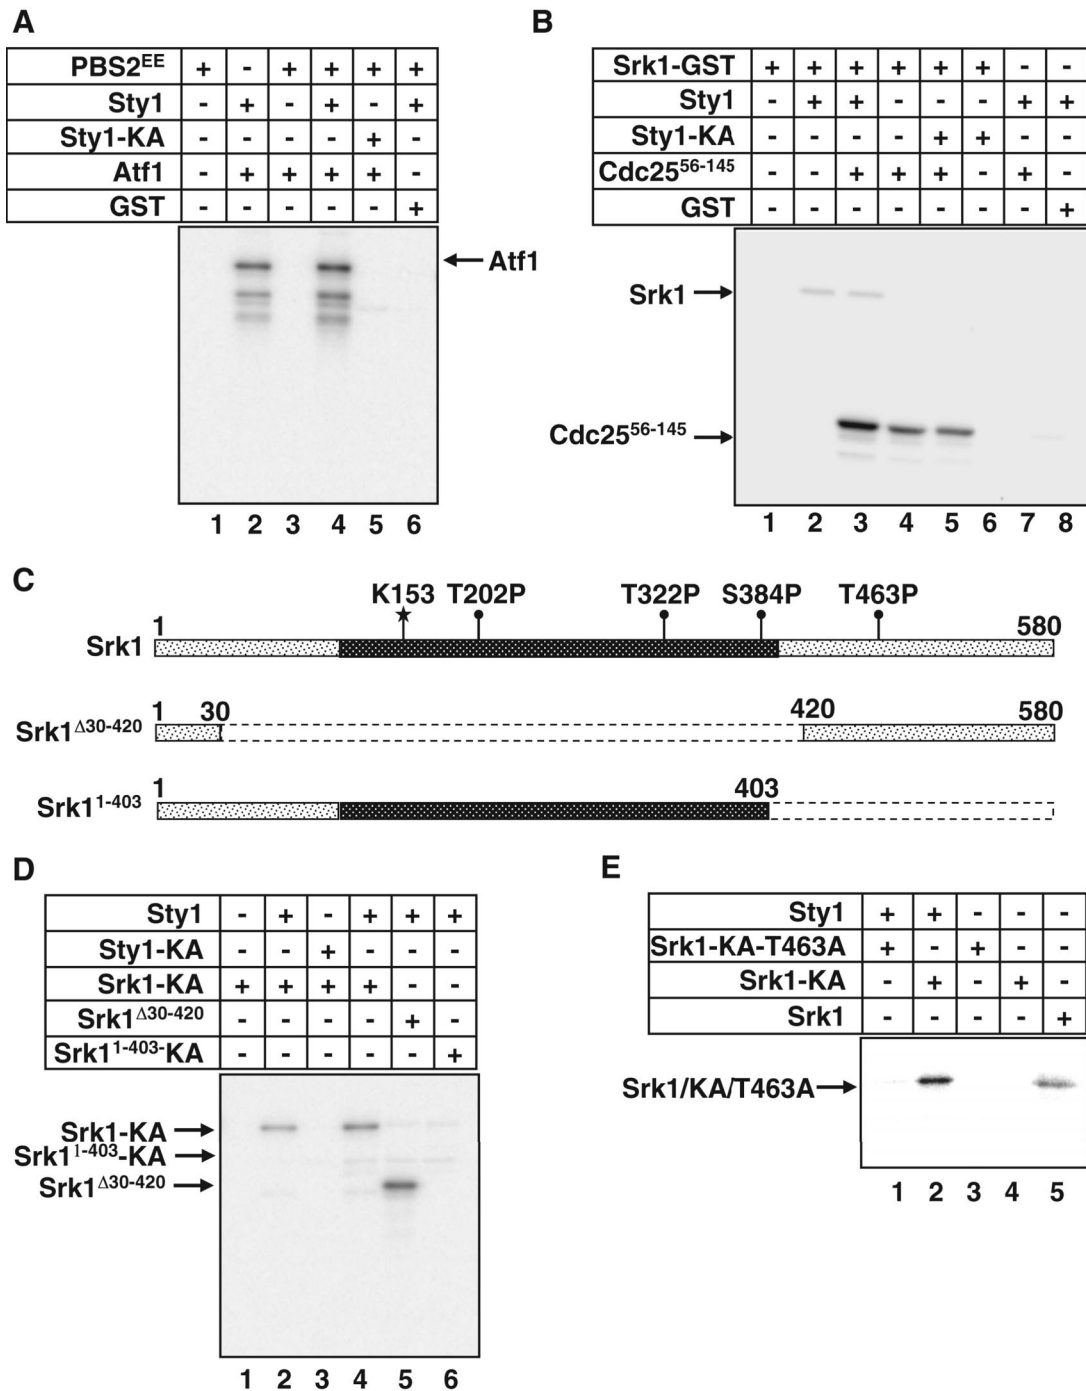 A
PBS2EE + - + + + +
Sty1 - + - + - +
Sty1-KA - - - - + -
Atf1 - + + + + -
GST - - - - - +
Atf1
1 2 3 4 5 6
B
Srk1-GST + + + + + + - -
Sty1 - + + - - - + +
Sty1-KA - - - - + + - -
Cdc2556-145 - - + + + - + -
GST - - - - - - - +
Srk1
Cdc2556-145
1 2 3 4 5 6 7 8
C
K153 T202P T322P S384P T463P
1 580
Srk1
1 30 420 580
Srk1Δ30-420
1 403
Srk11-403
D
Sty1 - + - + + +
Sty1-KA - - + - - -
Srk1-KA + + + + - -
Srk1Δ30-420 - - - - + -
Srk11-403-KA - - - - - +
Srk1-KA
Srk11-403-KA
Srk1Δ30-420
1 2 3 4 5 6
E
Sty1 + + - - -
Srk1-KA-T463A + - + - -
Srk1-KA - + - + -
Srk1 - - - - +
Srk1/KA/T463A
1 2 3 4 5